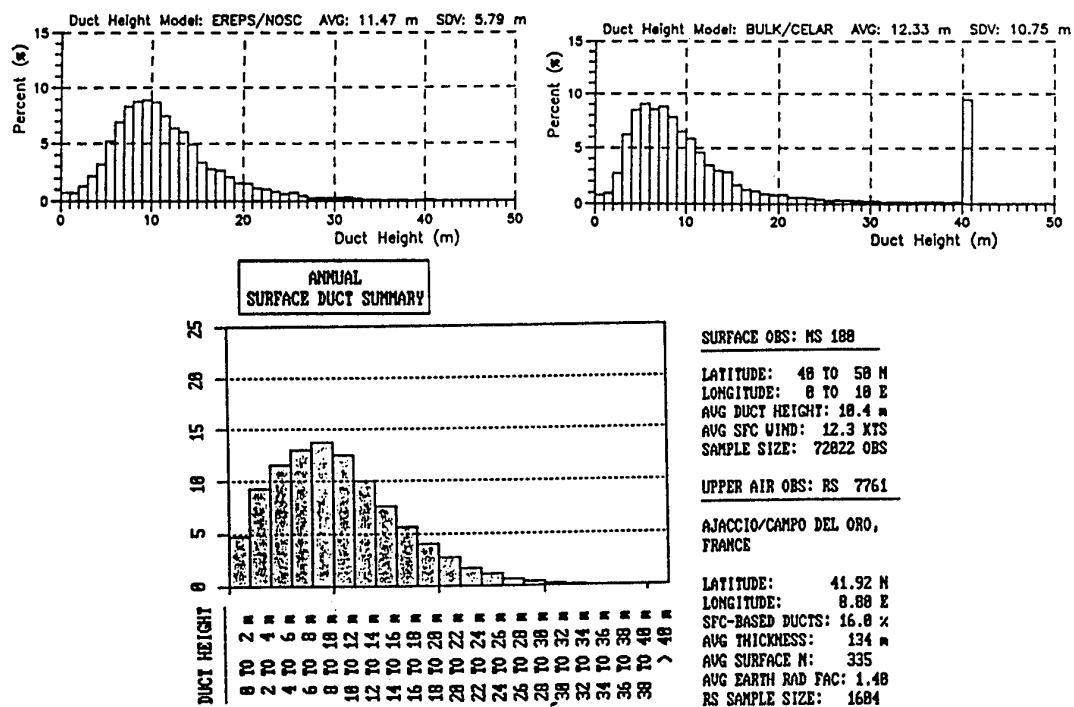 Duct Height Model: EREPS/NOSC AVG: 11.47 m SDV: 5.79 m
15
10
5
0
Percent (%)
0 10 20 30 40 50
Duct Height (m)
Duct Height Model: BULK/CELAR AVG: 12.33 m SDV: 10.75 m
15
10
5
0
Percent (%)
0 10 20 30 40 50
Duct Height (m)
ANNUAL
SURFACE DUCT SUMMARY
25
20
15
10
5
0
DUCT HEIGHT
0 TO 2 m
2 TO 4 m
4 TO 6 m
6 TO 8 m
8 TO 10 m
10 TO 12 m
12 TO 14 m
14 TO 16 m
16 TO 18 m
18 TO 20 m
20 TO 22 m
22 TO 24 m
24 TO 26 m
26 TO 28 m
28 TO 30 m
30 TO 32 m
32 TO 34 m
34 TO 36 m
36 TO 38 m
38 TO 40 m
> 40 m
SURFACE OBS: MS 180
LATITUDE: 40 TO 50 N
LONGITUDE: 0 TO 10 E
AVG DUCT HEIGHT: 10.4 m
AVG SFC WIND: 12.3 KTS
SAMPLE SIZE: 72022 OBS
UPPER AIR OBS: RS 7761
AJACCIO/CAMPO DEL ORO,
FRANCE
LATITUDE: 41.92 N
LONGITUDE: 8.80 E
SFC-BASED DUCTS: 16.0 %
AVG THICKNESS: 134 m
AVG SURFACE N: 335
AVG EARTH RAD FAC: 1.40
RS SAMPLE SIZE: 1604